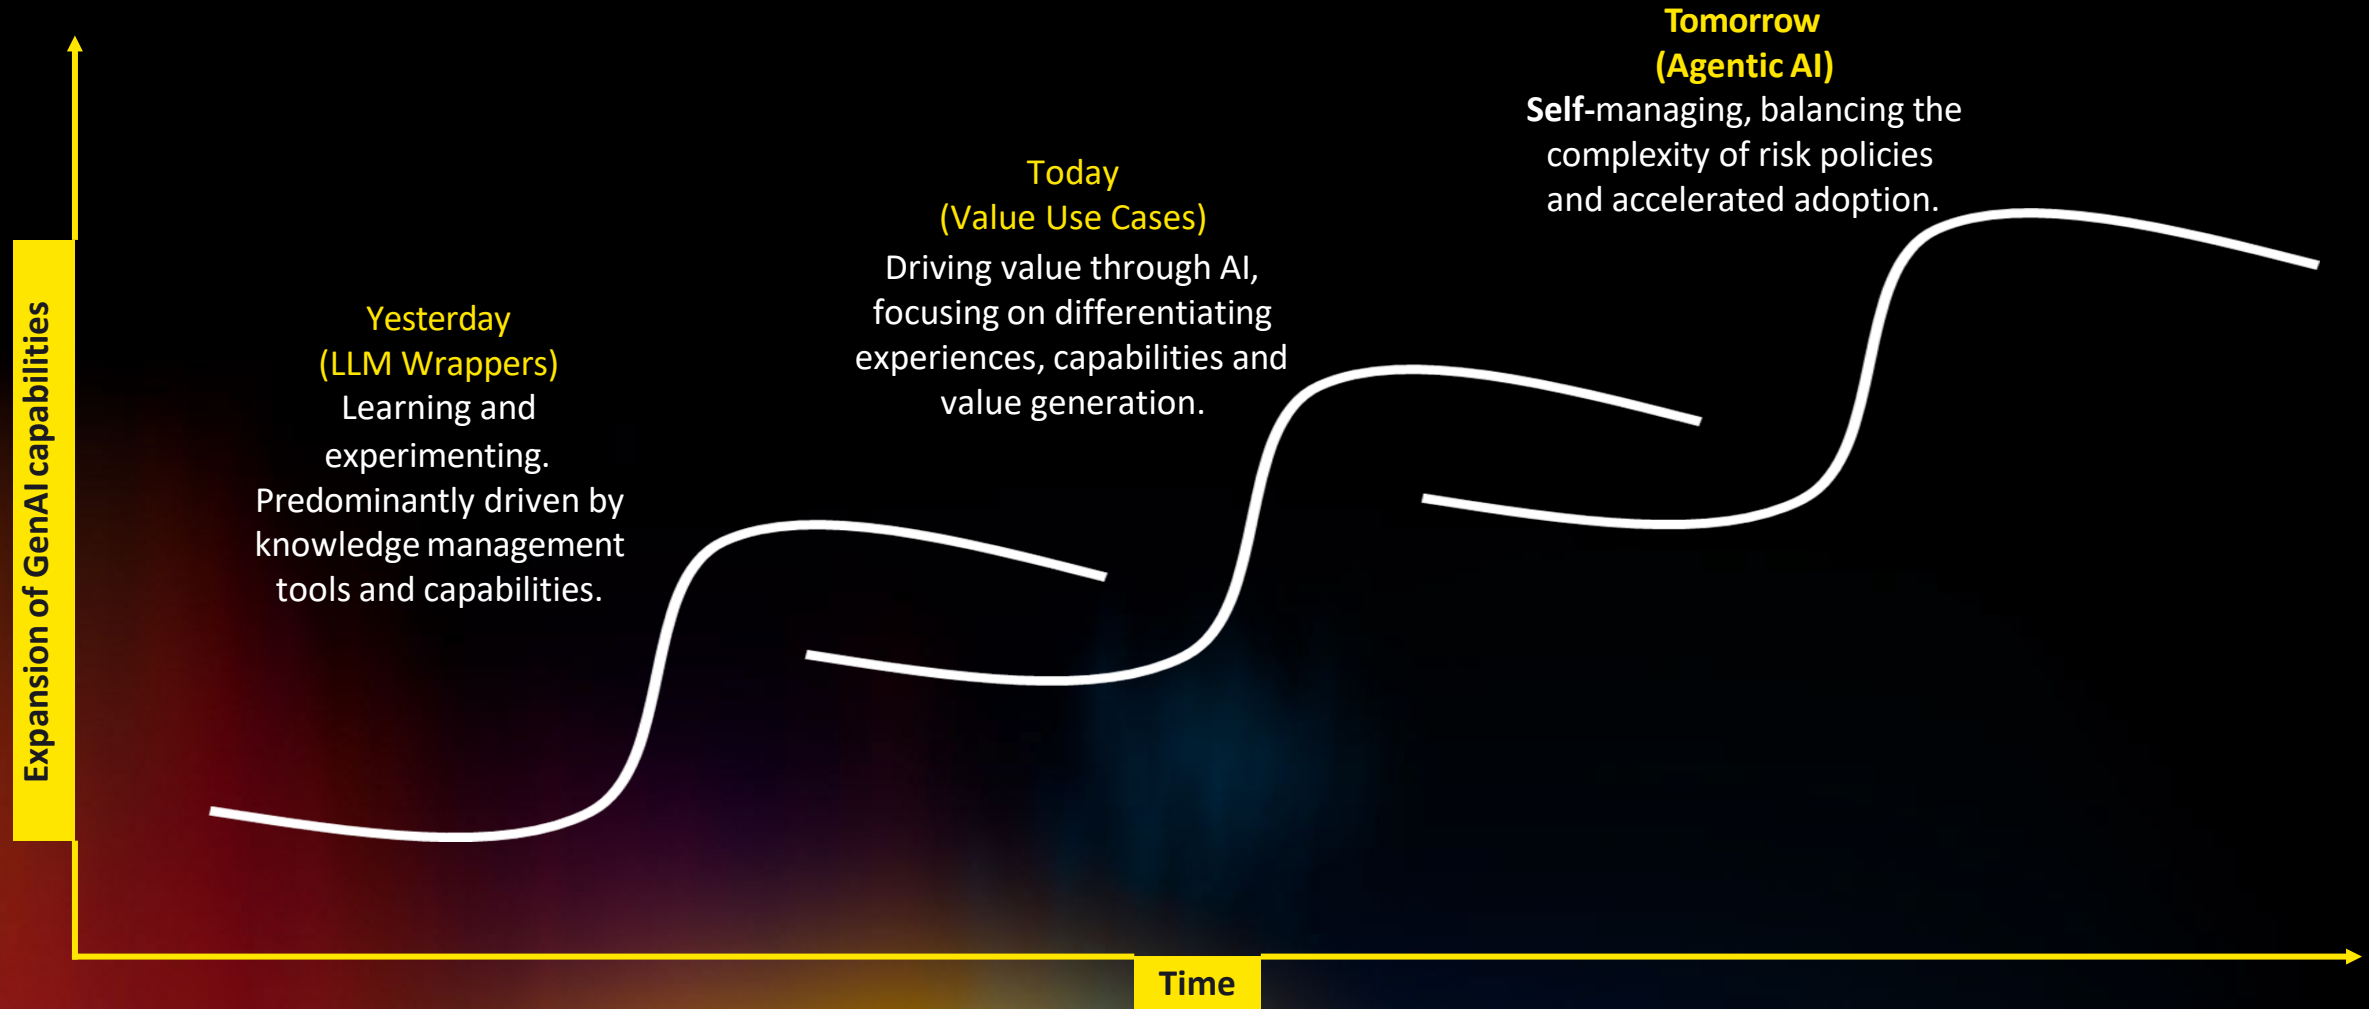 Tomorrow
(Agentic AI)
Self-managing, balancing the
complexity of risk policies
and accelerated adoption.
Today
(Value Use Cases)
Driving value through AI,
focusing on differentiating
experiences, capabilities and
value generation.
Yesterday
(LLM Wrappers)
Learning and
experimenting.
Predominantly driven by
knowledge management
tools and capabilities.
Expansion of GenAI capabilities
Time